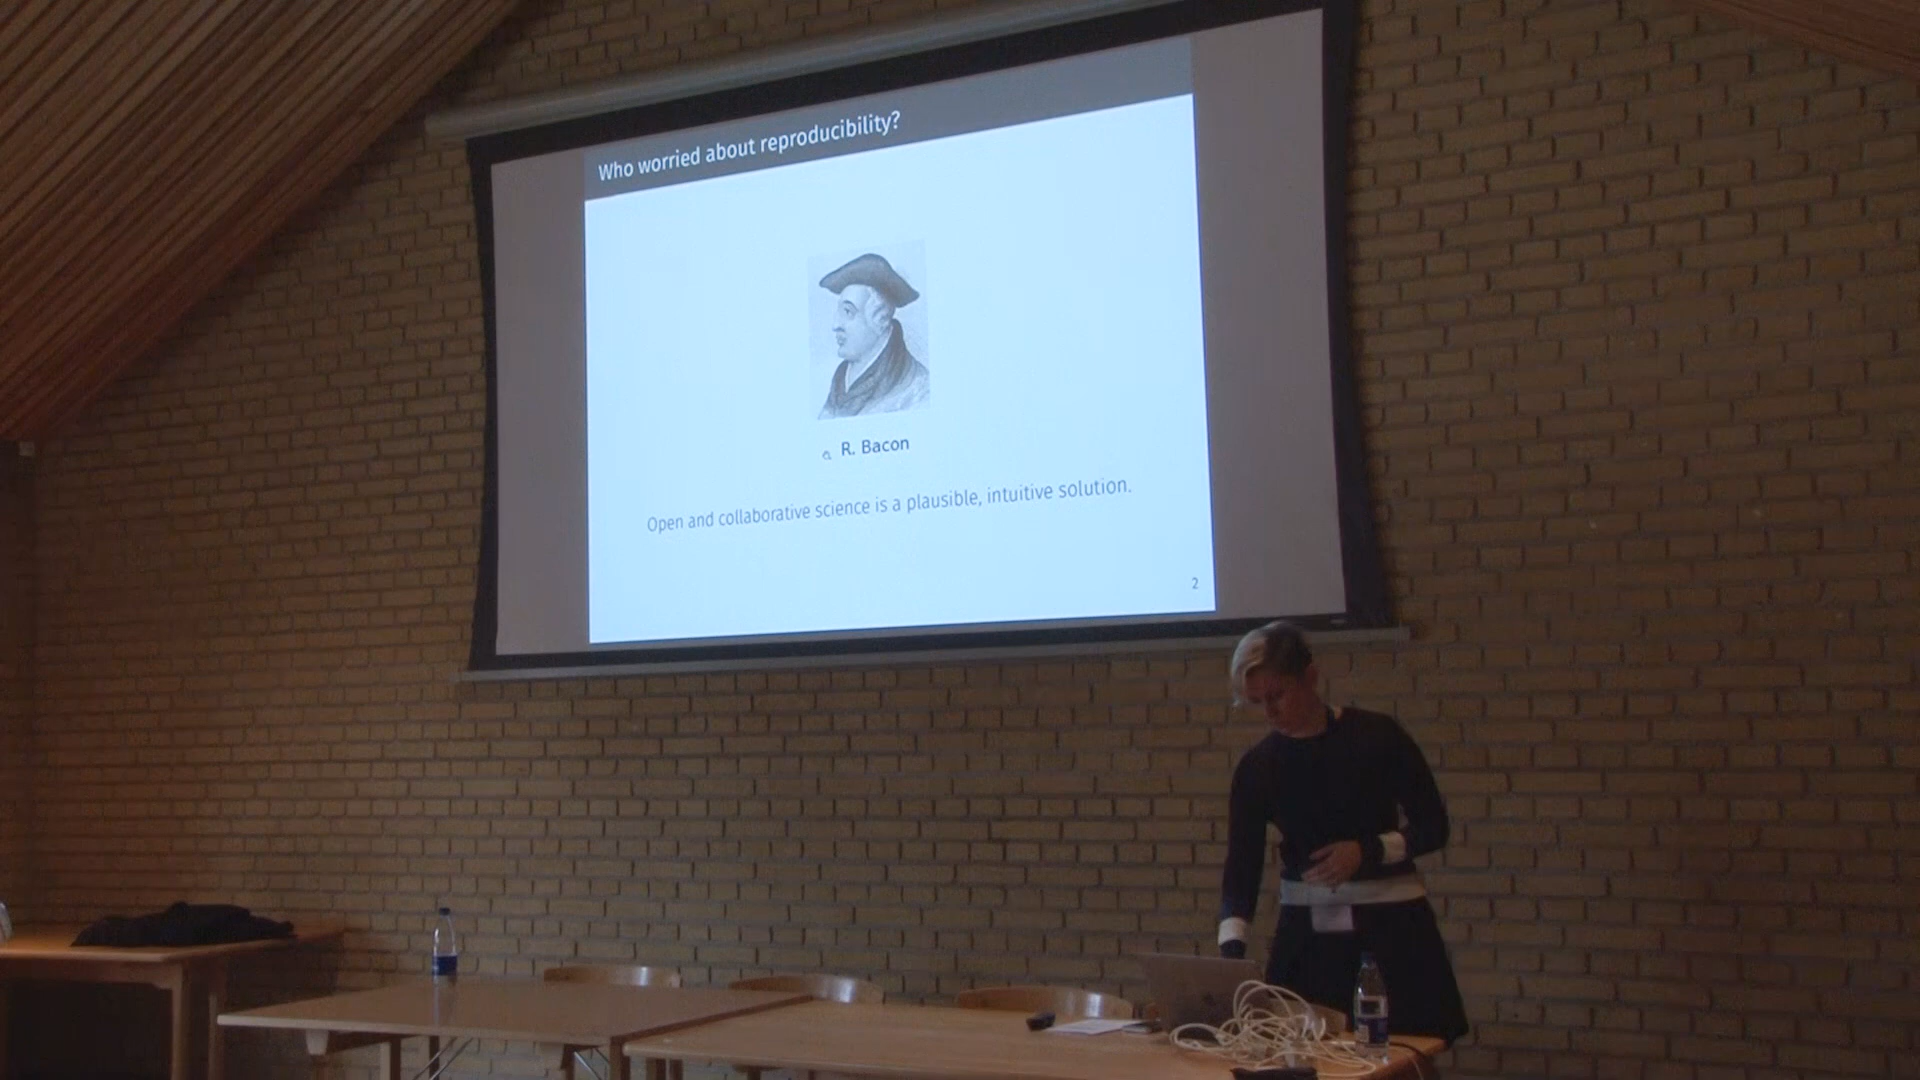 Who worried about reproducibility?
R. Bacon
Open and collaborative science is a plausible, intuitive solution.
2